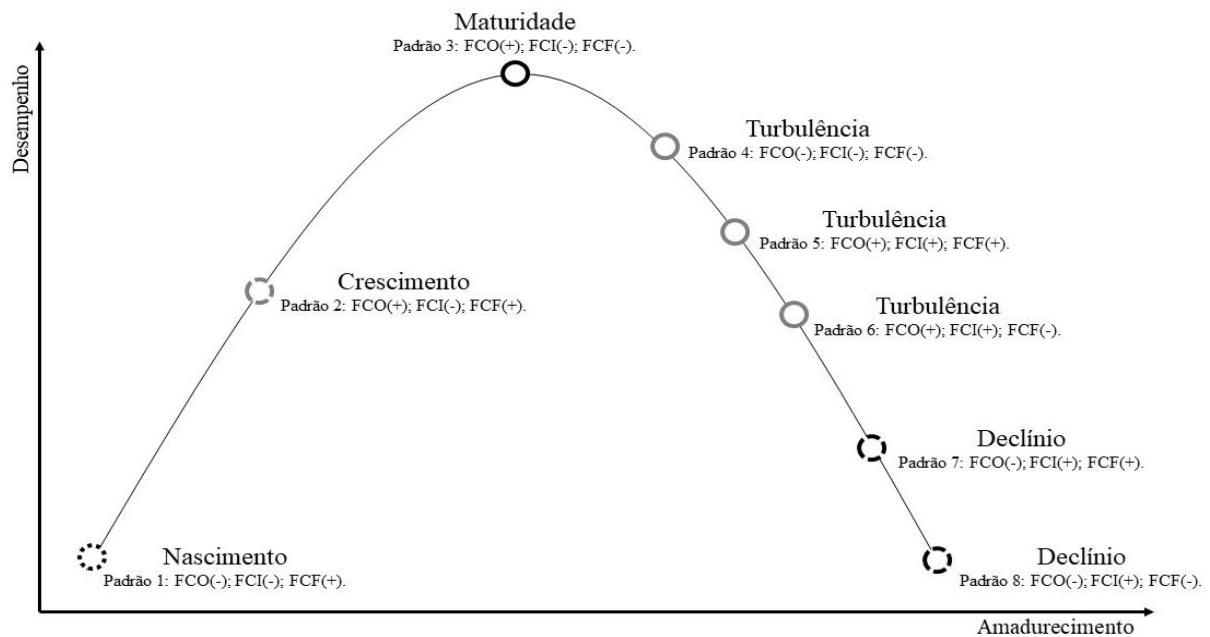 Maturidade
Padrão 3: FCO(+); FCI(-); FCF(-).
Desempenho
Turbulência
Padrão 4: FCO(-); FCI(-); FCF(-).
Turbulência
Padrão 5: FCO(+); FCI(+); FCF(+).
Crescimento
Padrão 2: FCO(+); FCI(-); FCF(+).
Turbulência
Padrão 6: FCO(+); FCI(+); FCF(-).
Declínio
Padrão 7: FCO(-); FCI(+); FCF(+).
Nascimento
Padrão 1: FCO(-); FCI(-); FCF(+).
Declínio
Padrão 8: FCO(-); FCI(+); FCF(-).
Amadurecimento